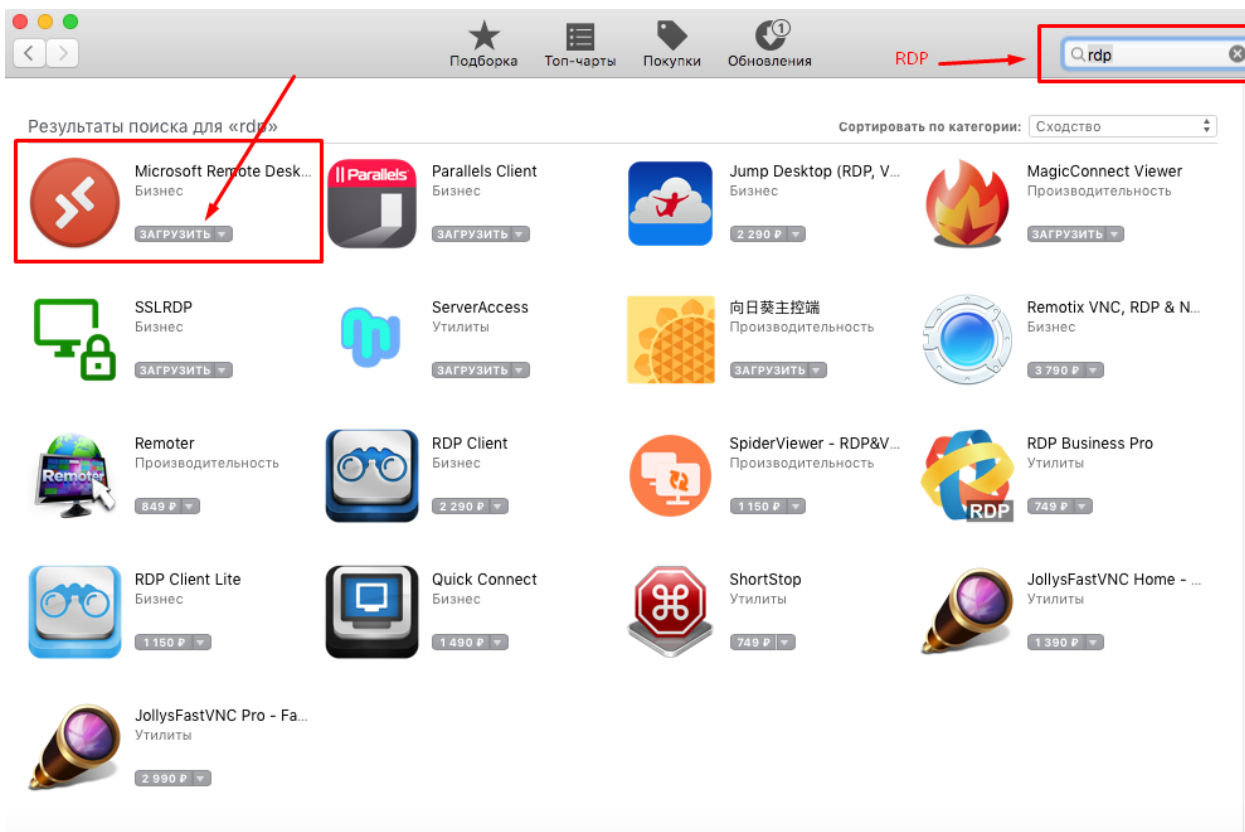 1
Подборка Топ-чарты Покупки Обновления RDP rdp
Результаты поиска для «rdp» Сортировать по категории: Сходство
Microsoft Remote Desk...
Бизнес
ЗАГРУЗИТЬ
|| Parallels
Parallels Client
Бизнес
ЗАГРУЗИТЬ
Jump Desktop (RDP, V...
Бизнес
2 290 ₽
MagicConnect Viewer
Производительность
ЗАГРУЗИТЬ
SSLRDP
Бизнес
ЗАГРУЗИТЬ
ServerAccess
Утилиты
ЗАГРУЗИТЬ
向日葵主控端
Производительность
ЗАГРУЗИТЬ
Remotix VNC, RDP & N...
Бизнес
3 790 ₽
Remoter
Remoter
Производительность
849 ₽
RDP Client
Бизнес
2 290 ₽
SpiderViewer - RDP&V...
Производительность
1 150 ₽
RDP
RDP Business Pro
Утилиты
749 ₽
RDP Client Lite
Бизнес
1 150 ₽
Quick Connect
Бизнес
1 490 ₽
ShortStop
Утилиты
749 ₽
JollysFastVNC Home - ...
Утилиты
1 390 ₽
JollysFastVNC Pro - Fa...
Утилиты
2 990 ₽